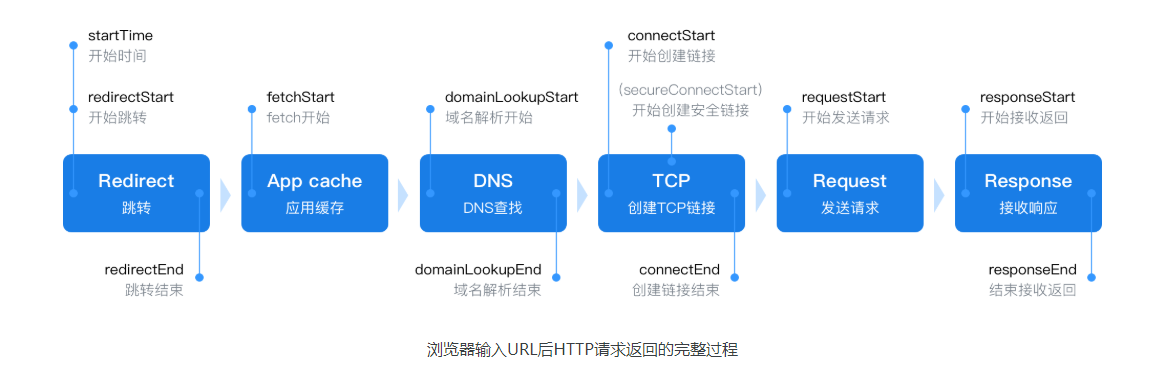 startTime
开始时间
redirectStart
开始跳转
Redirect
跳转
redirectEnd
跳转结束
fetchStart
fetch开始
App cache
应用缓存
domainLookupStart
域名解析开始
DNS
DNS查找
domainLookupEnd
域名解析结束
connectStart
开始创建链接
(secureConnectStart)
开始创建安全链接
TCP
创建TCP链接
connectEnd
创建链接结束
requestStart
开始发送请求
Request
发送请求
responseStart
开始接收返回
Response
接收响应
responseEnd
结束接收返回
浏览器输入URL后HTTP请求返回的完整过程